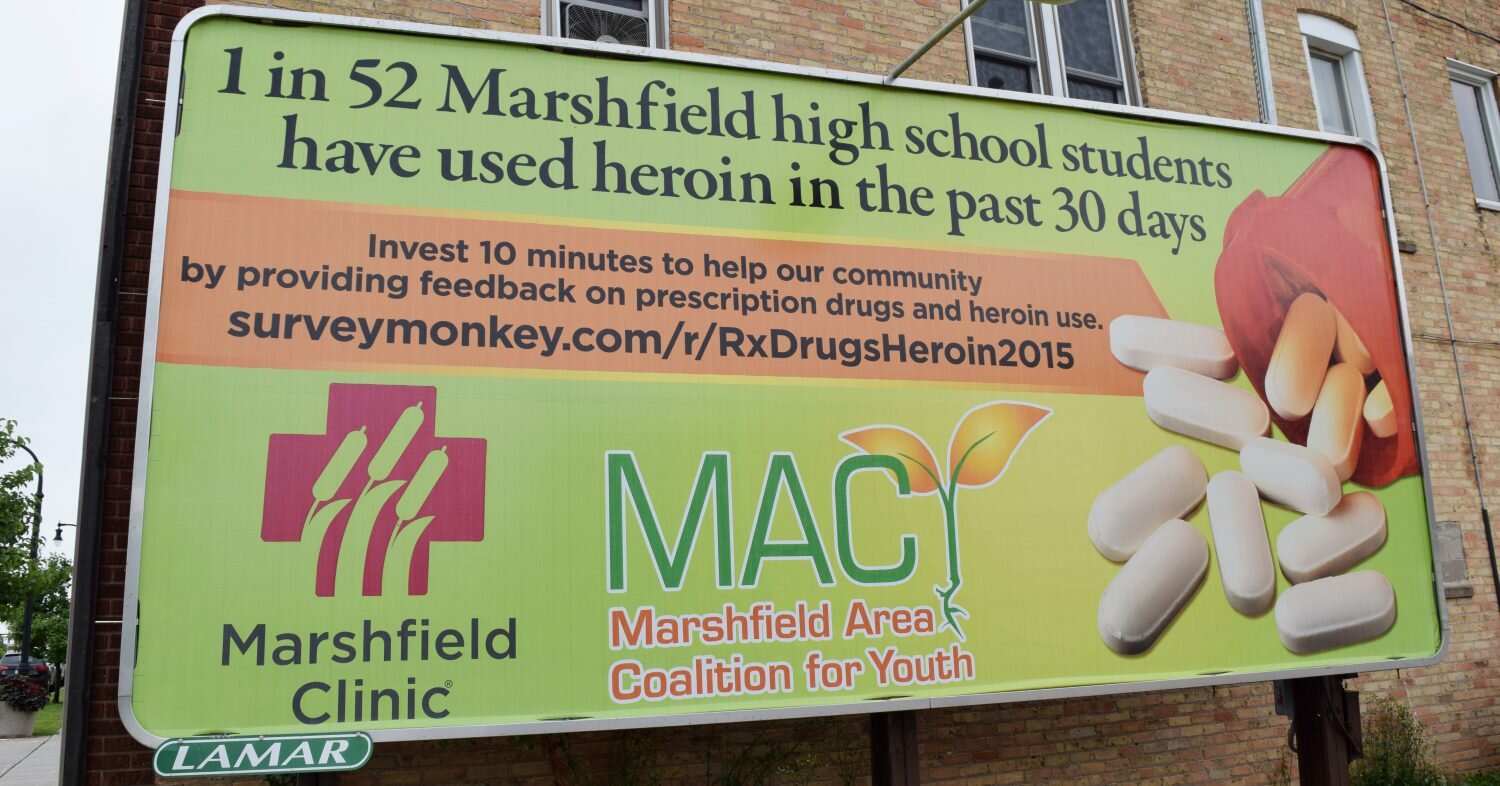 1 in 52 Marshfield high school students
have used heroin in the past 30 days
Invest 10 minutes to help our community
by providing feedback on prescription drugs and heroin use.
surveymonkey.com/r/RxDrugsHeroin2015
Marshfield
Clinic®
MACY
Marshfield Area
Coalition for Youth
LAMAR